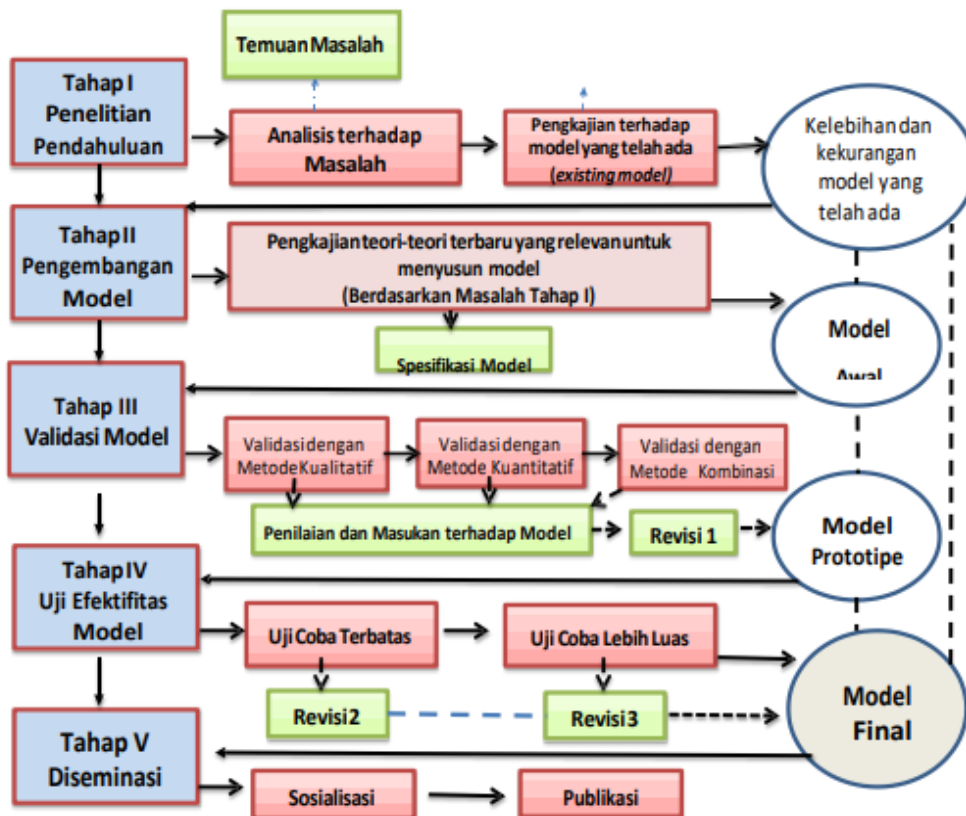 Temuan Masalah
Tahap I
Penelitian
Pendahuluan
Analisis terhadap
Masalah
Pengkajian terhadap
model yang telah ada
(existing model)
Kelebihan dan
kekurangan
model yang
telah ada
Tahap II
Pengembangan
Model
Pengkajian teori-teori terbaru yang relevan untuk
menyusun model
(Berdasarkan Masalah Tahap I)
Spesifikasi Model
Model
Awal
Tahap III
Validasi Model
Validasi dengan
Metode Kualitatif
Validasi dengan
Metode Kuantitatif
Validasi dengan
Metode Kombinasi
Penilaian dan Masukan terhadap Model
Revisi 1
Model
Prototipe
Tahap IV
Uji Efektifitas
Model
Uji Coba Terbatas
Uji Coba Lebih Luas
Revisi 2
Revisi 3
Model
Final
Tahap V
Diseminasi
Sosialisasi
Publikasi